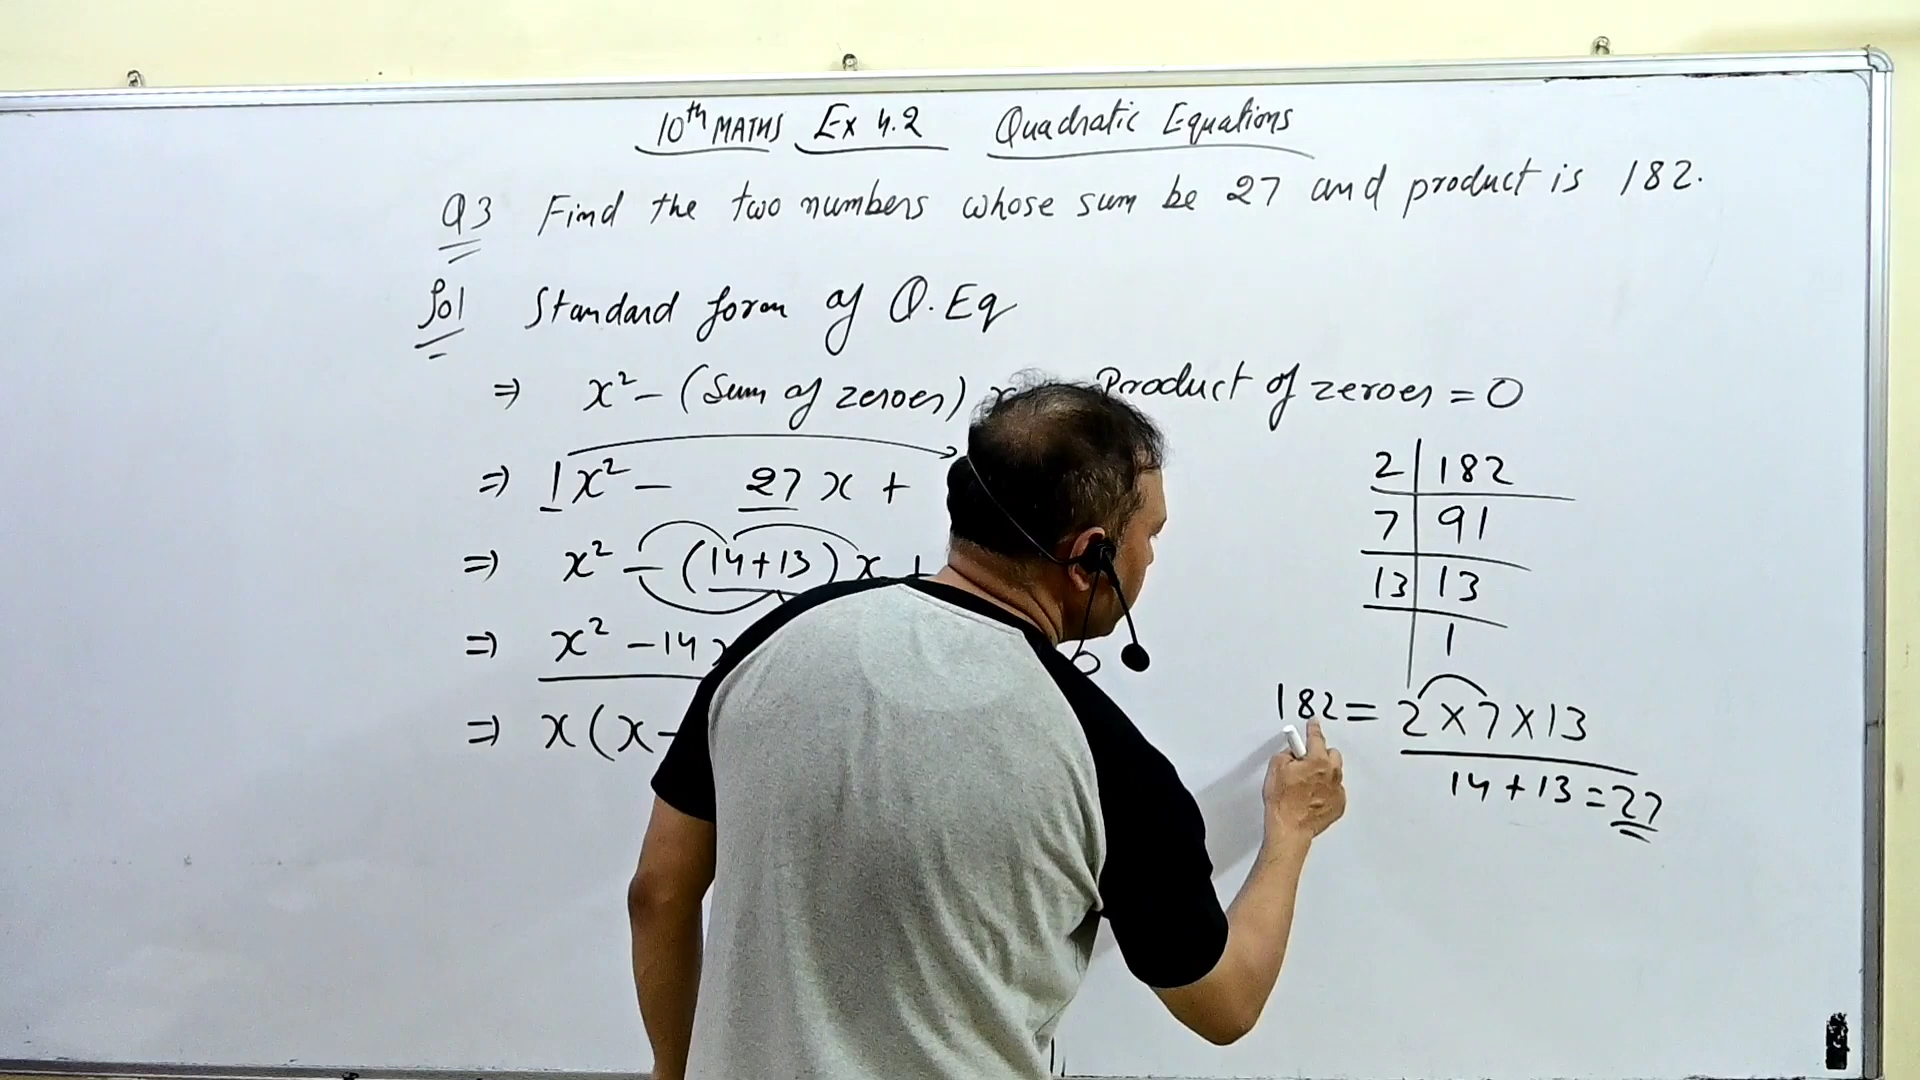 10th MATHS Ex 4.2 Quadratic Equations
Q3 Find the two numbers whose sum be 27 and product is 182.
Sol Standard form of Q.Eq
⇒ x² - (Sum of zeroes) x Product of zeroes = 0
⇒ 1x² - 27x +
⇒ x² - (14+13)x +
⇒ x² - 14x
⇒ x(x-
2 | 182
7 | 91
13 | 13
1
182 = 2×7×13
14+13=27